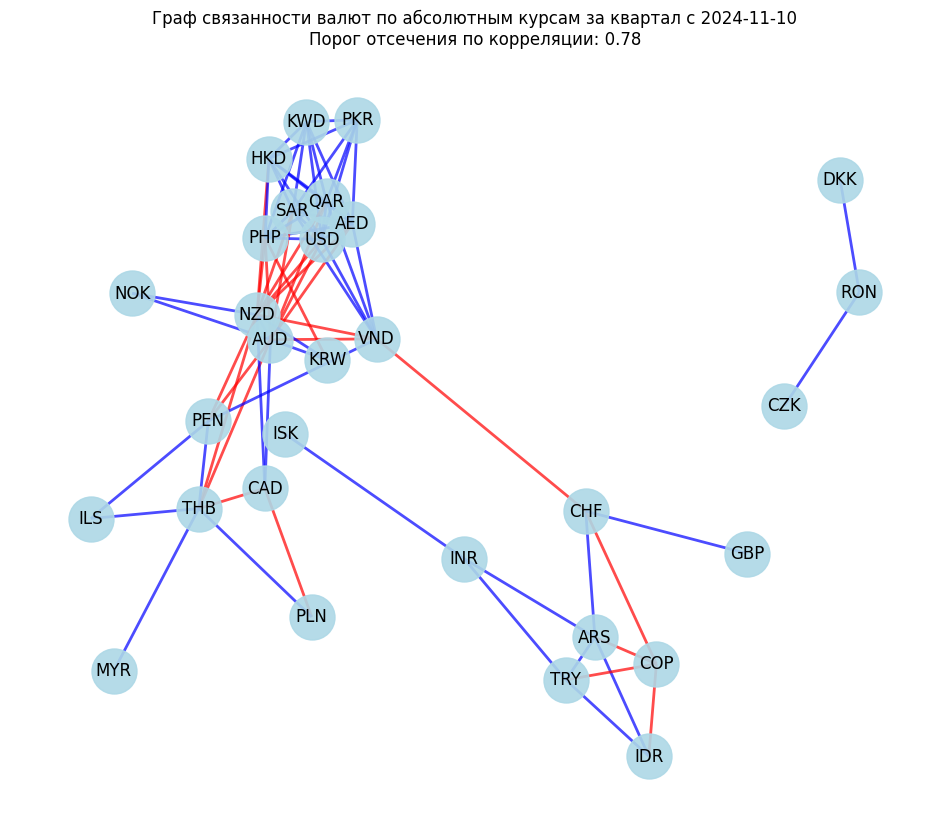 Граф связанности валют по абсолютным курсам за квартал с 2024-11-10
Порог отсечения по корреляции: 0.78
KWD
PKR
HKD
DKK
QAR
SAR
AED
PHP
USD
NOK
RON
NZD
AUD
VND
KRW
CZK
PEN
ISK
CAD
THB
ILS
CHF
GBP
INR
PLN
ARS
COP
MYR
TRY
IDR